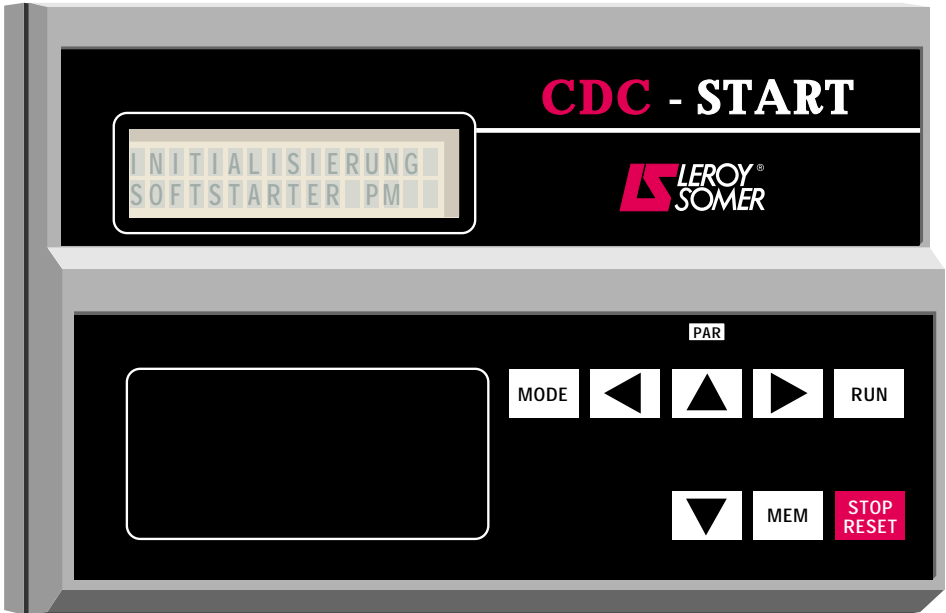 CDC - START
INITIALISIERUNG
SOFTSTARTER PM
LEROY®
SOMER
PAR
MODE
RUN
MEM
STOP
RESET